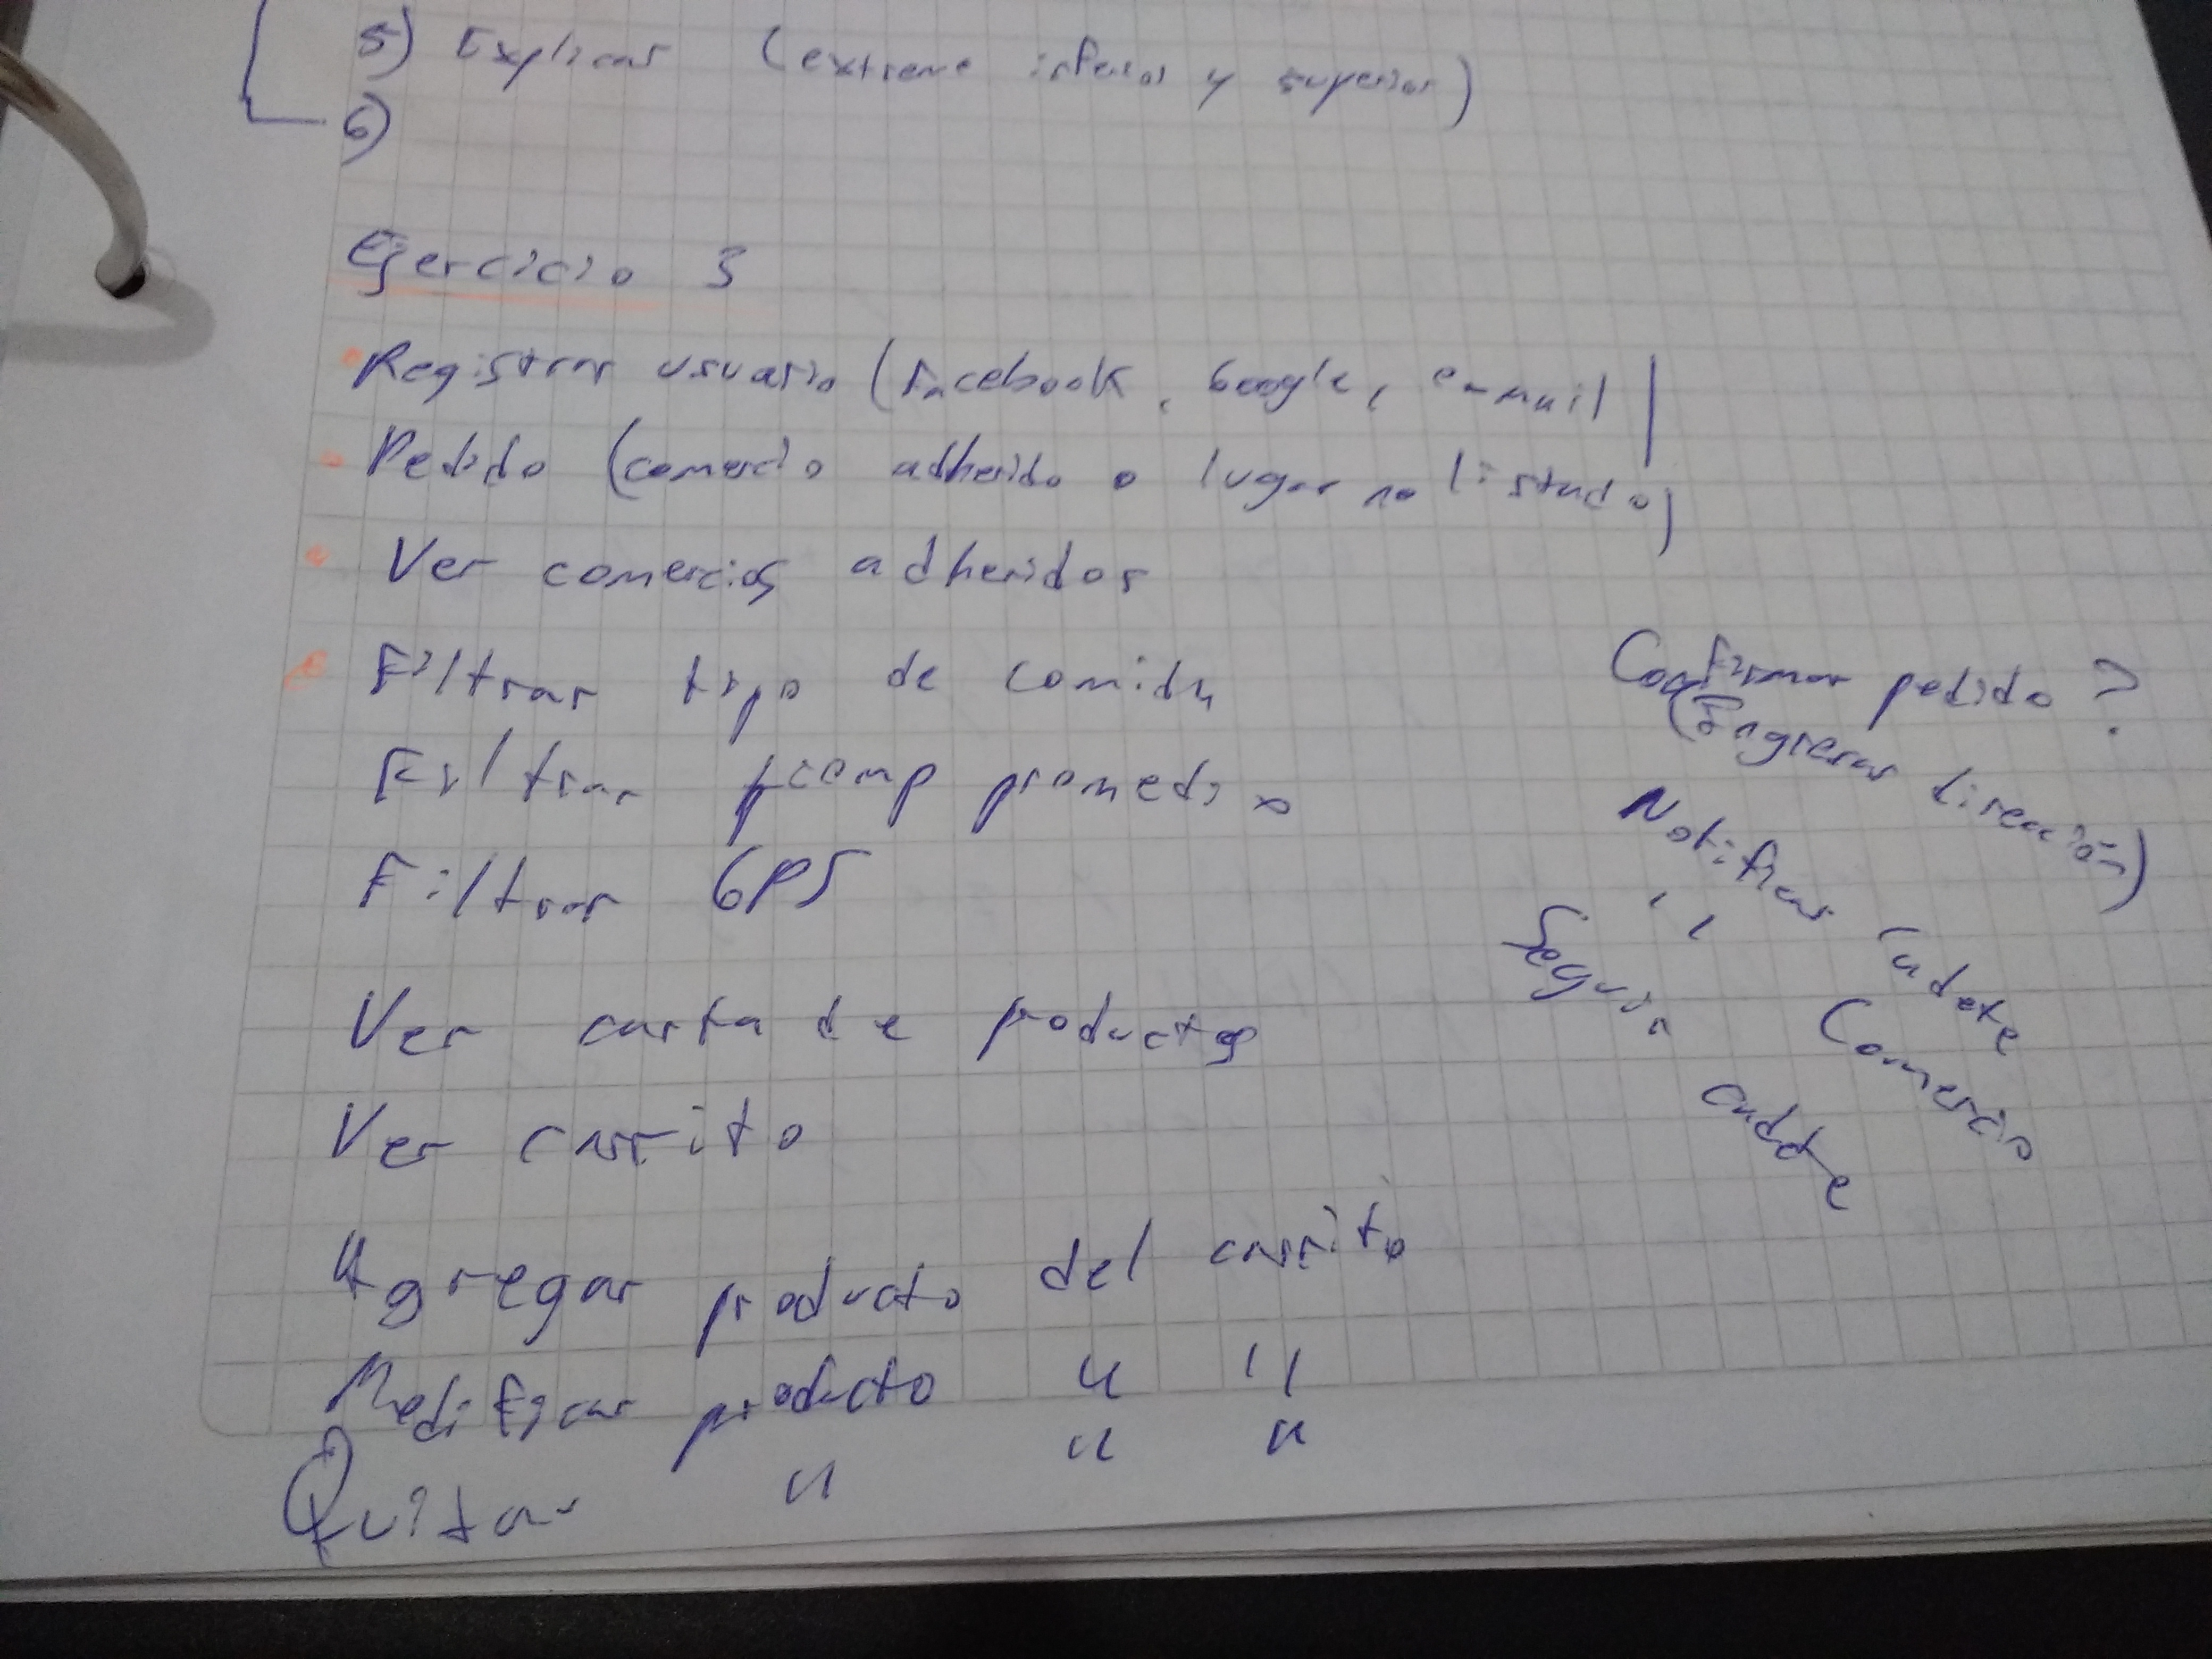 5) Explicar (extremo inferior y superior)
6)
Ejercicio 3
Registrar usuario (Facebook, Google, e-mail)
Pedido (comercio adherido o lugar no listado)
Ver comercios adheridos
Filtrar tipo de comida
Filtrar promedio
Filtrar GPS
Ver carta de productos
Ver carrito
Agregar producto del carrito
Modificar producto " "
Quitar " " "
Confirmar pedido ?
(Ingresar dirección)
Notificar Cadete
" Comercio
Seguir cadete